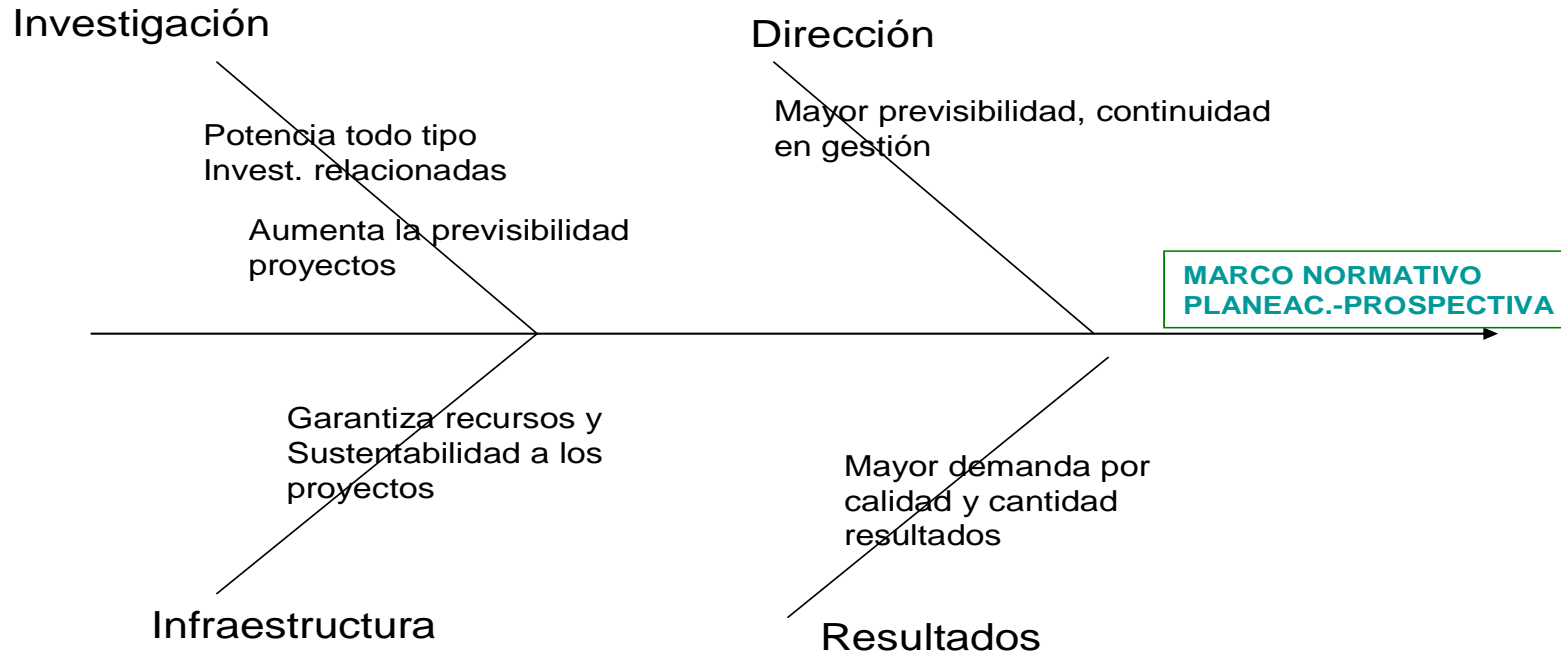 Investigación
Dirección
Potencia todo tipo
Invest. relacionadas
Aumenta la previsibilidad
proyectos
Mayor previsibilidad, continuidad
en gestión
MARCO NORMATIVO
PLANEAC.-PROSPECTIVA
Garantiza recursos y
Sustentabilidad a los
proyectos
Mayor demanda por
calidad y cantidad
resultados
Infraestructura
Resultados